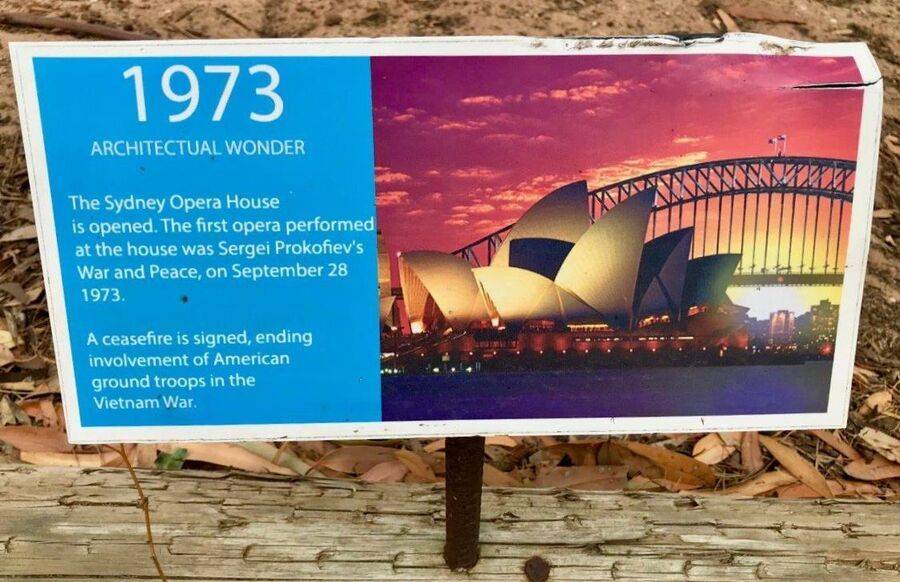 1973
ARCHITECTUAL WONDER
The Sydney Opera House
is opened. The first opera performed
at the house was Sergei Prokofiev's
War and Peace, on September 28
1973.
A ceasefire is signed, ending
involvement of American
ground troops in the
Vietnam War.